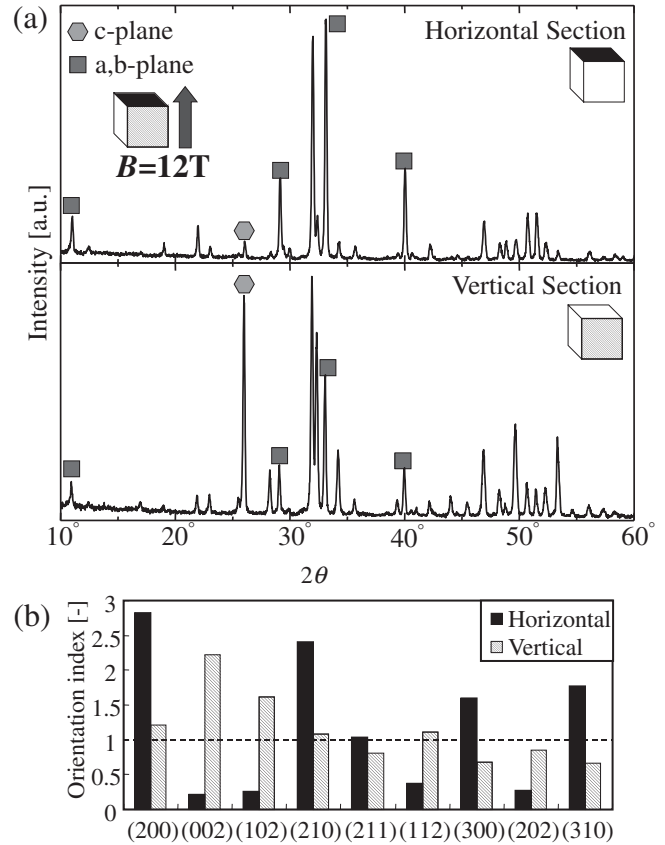 (a)
c-plane
a,b-plane
B=12T
Horizontal Section
Vertical Section
Intensity [a.u.]
10° 20° 30° 40° 50° 60°
2θ
(b)
Orientation index [-]
3
2.5
2
1.5
1
0.5
0
Horizontal
Vertical
(200) (002) (102) (210) (211) (112) (300) (202) (310)